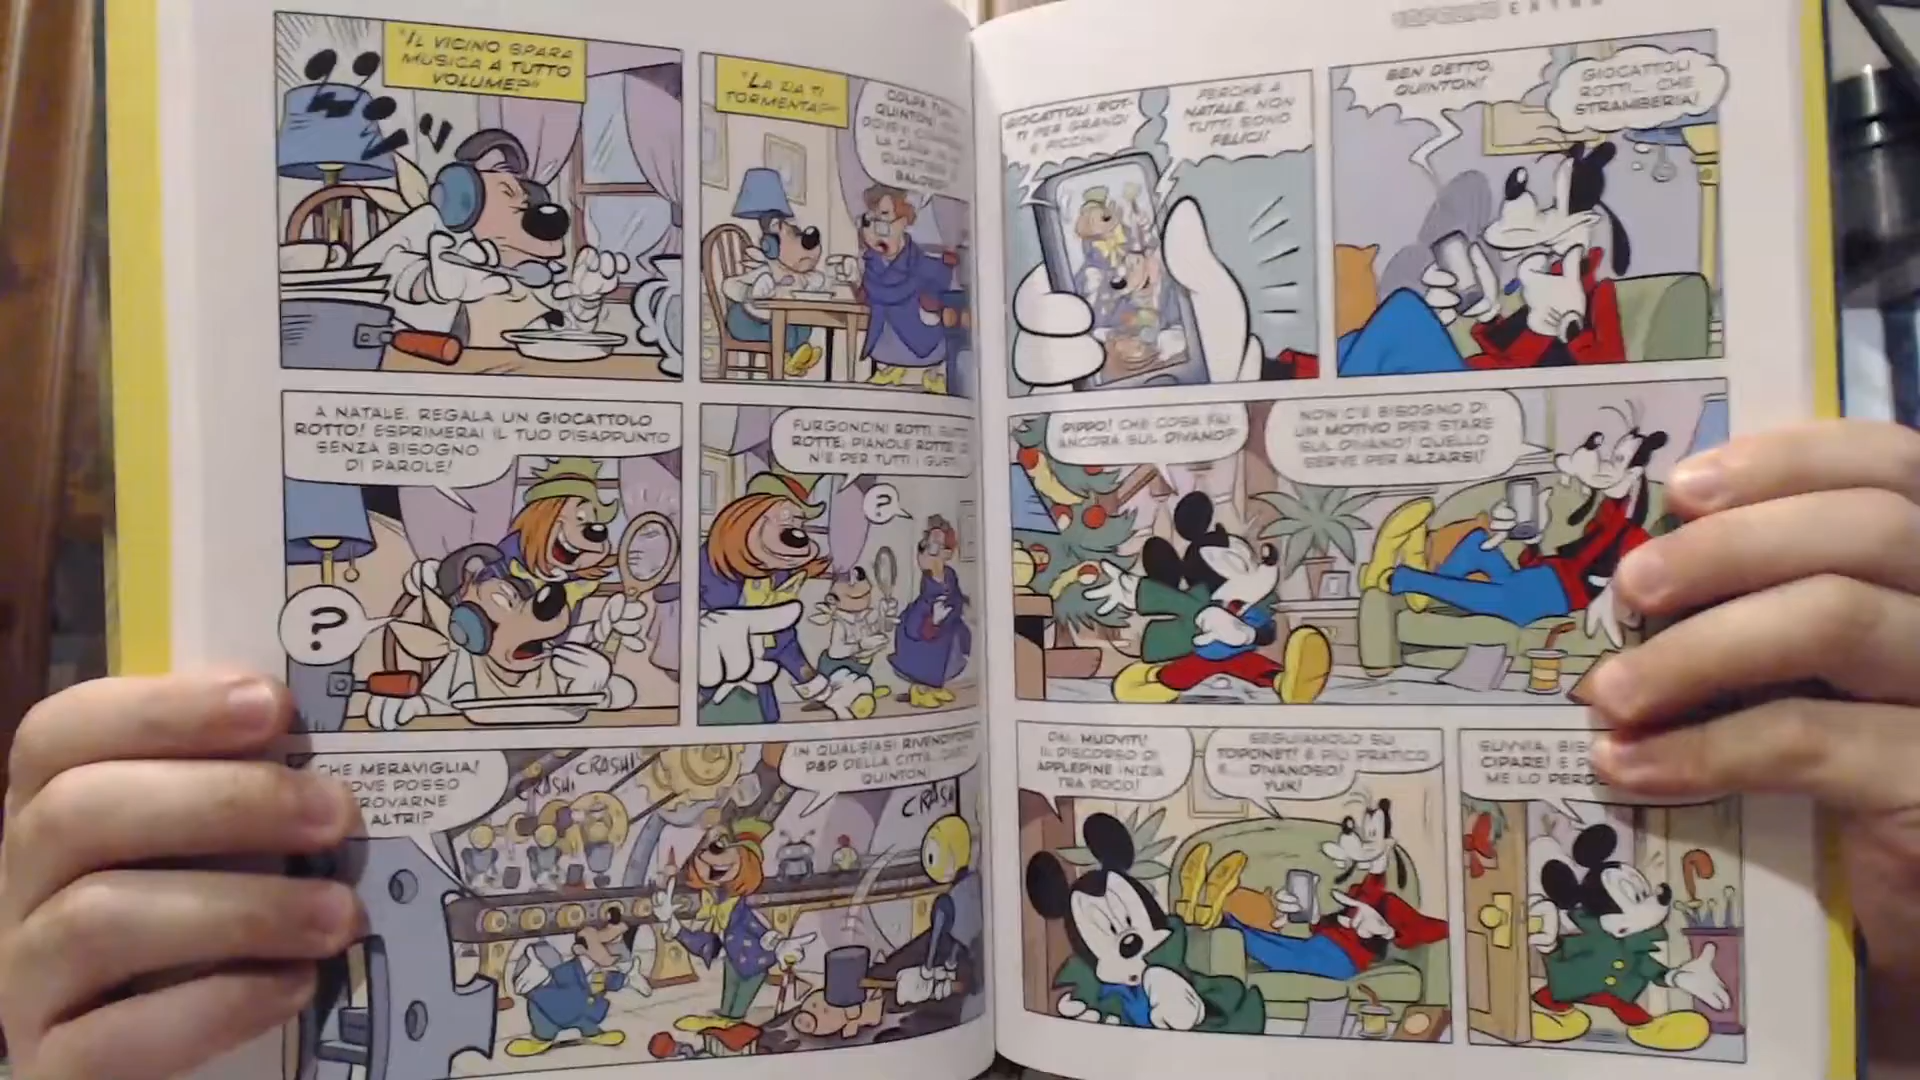 "IL VICINO SPARA
MUSICA A TUTTO
VOLUME?"
"LA ZIA TI
TORMENTA?"
COLPA TUA,
QUINTON!
LA CASA
QUARTIERE
BALORDO!
A NATALE, REGALA UN GIOCATTOLO
ROTTO! ESPRIMERAI IL TUO DISAPPUNTO
SENZA BISOGNO
DI PAROLE!
?
FURGONCINI ROTTI,
ROTTE, PIANOLE ROTTE,
N'È PER TUTTI I GUSTI
?
CHE MERAVIGLIA!
DOVE POSSO
TROVARNE
ALTRI?
CRASH!
CRASH!
IN QUALSIASI RIVENDITORE
P&P DELLA CITTÀ,
QUINTON!
CRASH
GIOCATTOLI ROT-
TI PER GRANDI
E PICCINI!
PERCHÉ A
NATALE, NON
TUTTI SONO
FELICI!
BEN DETTO,
QUINTON!
GIOCATTOLI
ROTTI... CHE
STRAMBERIA!
PIPPO! CHE COSA FAI
ANCORA SUL DIVANO?
NON C'È BISOGNO DI
UN MOTIVO PER STARE
SUL DIVANO! QUELLO
SERVE PER ALZARSI!
DAI, MUOVITI!
IL DISCORSO DI
APPLEPINE INIZIA
TRA POCO!
SEGUIAMOLO SU
TOPONET! È PIÙ PRATICO
E... DIVANOSO!
YUK!
SUVVIA,
CIPARE! E
ME LO